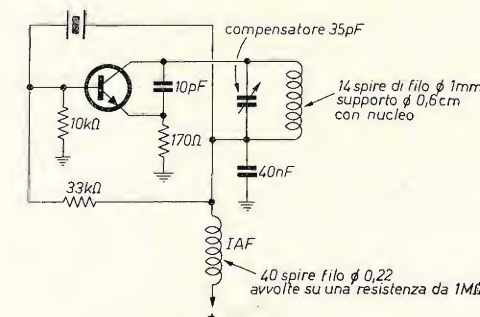 compensatore 35pF
10pF
14 spire di filo ϕ 1mm
supporto ϕ 0,6cm
con nucleo
10kΩ
170Ω
40nF
33kΩ
IAF
40 spire filo ϕ 0,22
avvolte su una resistenza da 1MΩ
+